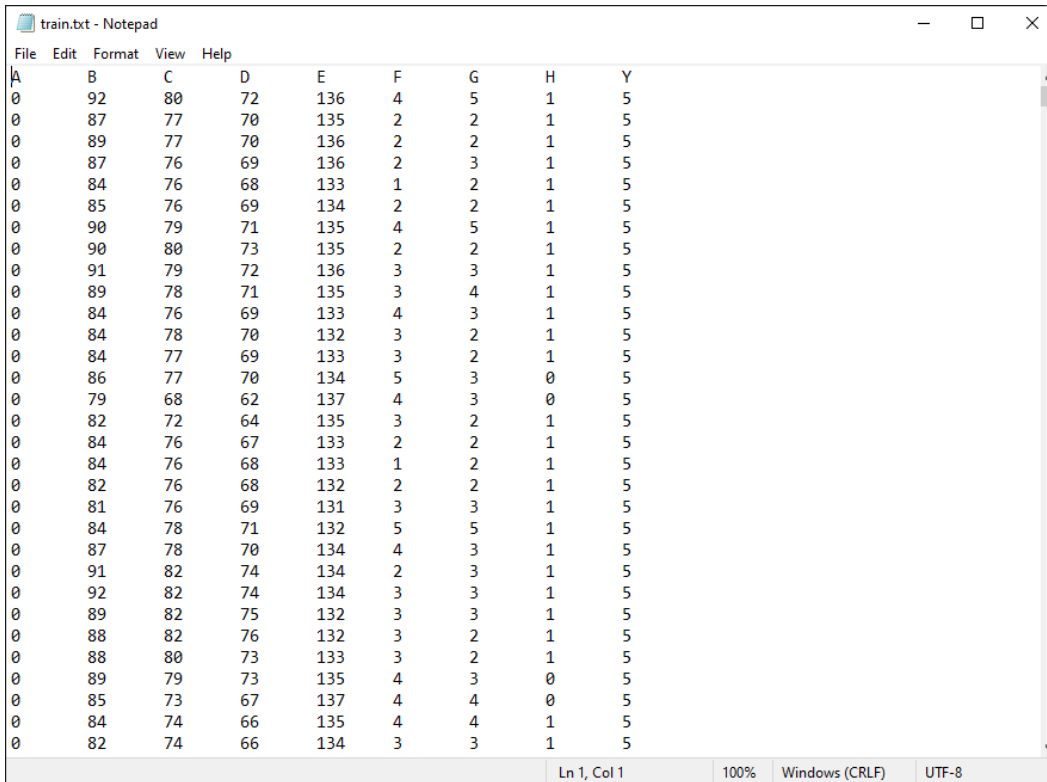 train.txt - Notepad
File Edit Format View Help
A B C D E F G H Y
0 92 80 72 136 4 5 1 5
0 87 77 70 135 2 2 1 5
0 89 77 70 136 2 2 1 5
0 87 76 69 136 2 3 1 5
0 84 76 68 133 1 2 1 5
0 85 76 69 134 2 2 1 5
0 90 79 71 135 4 5 1 5
0 90 80 73 135 2 2 1 5
0 91 79 72 136 3 3 1 5
0 89 78 71 135 3 4 1 5
0 84 76 69 133 4 3 1 5
0 84 78 70 132 3 2 1 5
0 84 77 69 133 3 2 1 5
0 86 77 70 134 5 3 0 5
0 79 68 62 137 4 3 0 5
0 82 72 64 135 3 2 1 5
0 84 76 67 133 2 2 1 5
0 84 76 68 133 1 2 1 5
0 82 76 68 132 2 2 1 5
0 81 76 69 131 3 3 1 5
0 84 78 71 132 5 5 1 5
0 87 78 70 134 4 3 1 5
0 91 82 74 134 2 3 1 5
0 92 82 74 134 3 3 1 5
0 89 82 75 132 3 3 1 5
0 88 82 76 132 3 2 1 5
0 88 80 73 133 3 2 1 5
0 89 79 73 135 4 3 0 5
0 85 73 67 137 4 4 0 5
0 84 74 66 135 4 4 1 5
0 82 74 66 134 3 3 1 5
Ln 1, Col 1 100% Windows (CRLF) UTF-8